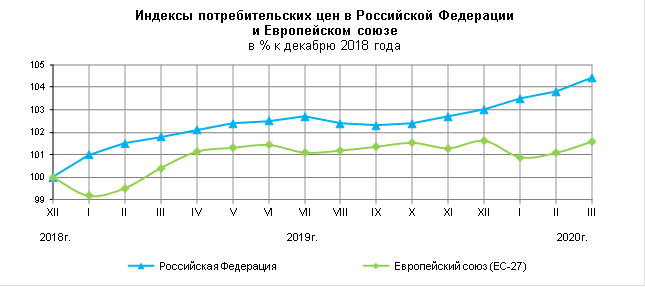 Индексы потребительских цен в Российской Федерации
и Европейском союзе
в % к декабрю 2018 года
105
104
103
102
101
100
99
XII I II III IV V VI VII VIII IX X XI XII I II III
2018г. 2019г. 2020г.
Российская Федерация Европейский союз (ЕС-27)